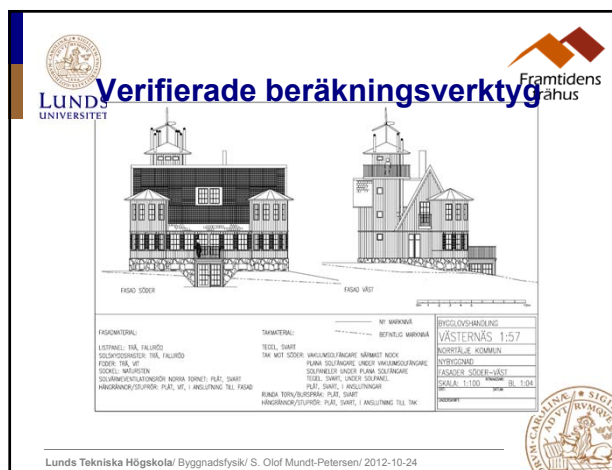 Verifierade beräkningsverktyg
LUNDS
UNIVERSITET
Framtidens
trähus
FASAD SÖDER
FASAD VÄST
NY MARKNIVÅ
BEFINTLIG MARKNIVÅ
FASADMATERIAL:
LISTPANEL: TRÄ, FALURÖD
SOLSKYDDSRASTER: TRÄ, FALURÖD
FODER: TRÄ, VIT
SOCKEL: NATURSTEN
SOLVÄRMEVENTILATIONSRÖR NORRA TORNET: PLÅT, SVART
HÄNGRÄNNOR/STUPRÖR: PLÅT, VIT, I ANSLUTNING TILL FASAD
TAKMATERIAL:
TEGEL, SVART
TAK MOT SÖDER: VAKUUMSOLFÅNGARE NÄRMAST NOCK
PLANA SOLFÅNGARE UNDER VAKUUMSOLFÅNGARE
SOLPANELER UNDER PLANA SOLFÅNGARE
TEGEL, SVART, UNDER SOLPANEL
PLÅT, SVART, I ANSLUTNINGAR
RUNDA TORN/BURSPRÅK: PLÅT, SVART
HÄNGRÄNNOR/STUPRÖR: PLÅT, SVART, I ANSLUTNING TILL TAK
BYGGLOVSHANDLING
VÄSTERNÄS 1:57
NORRTÄLJE KOMMUN
NYBYGGNAD
FASADER SÖDER-VÄST
SKALA: 1:100 BL 1:04
Lunds Tekniska Högskola/ Byggnadsfysik/ S. Olof Mundt-Petersen/ 2012-10-24